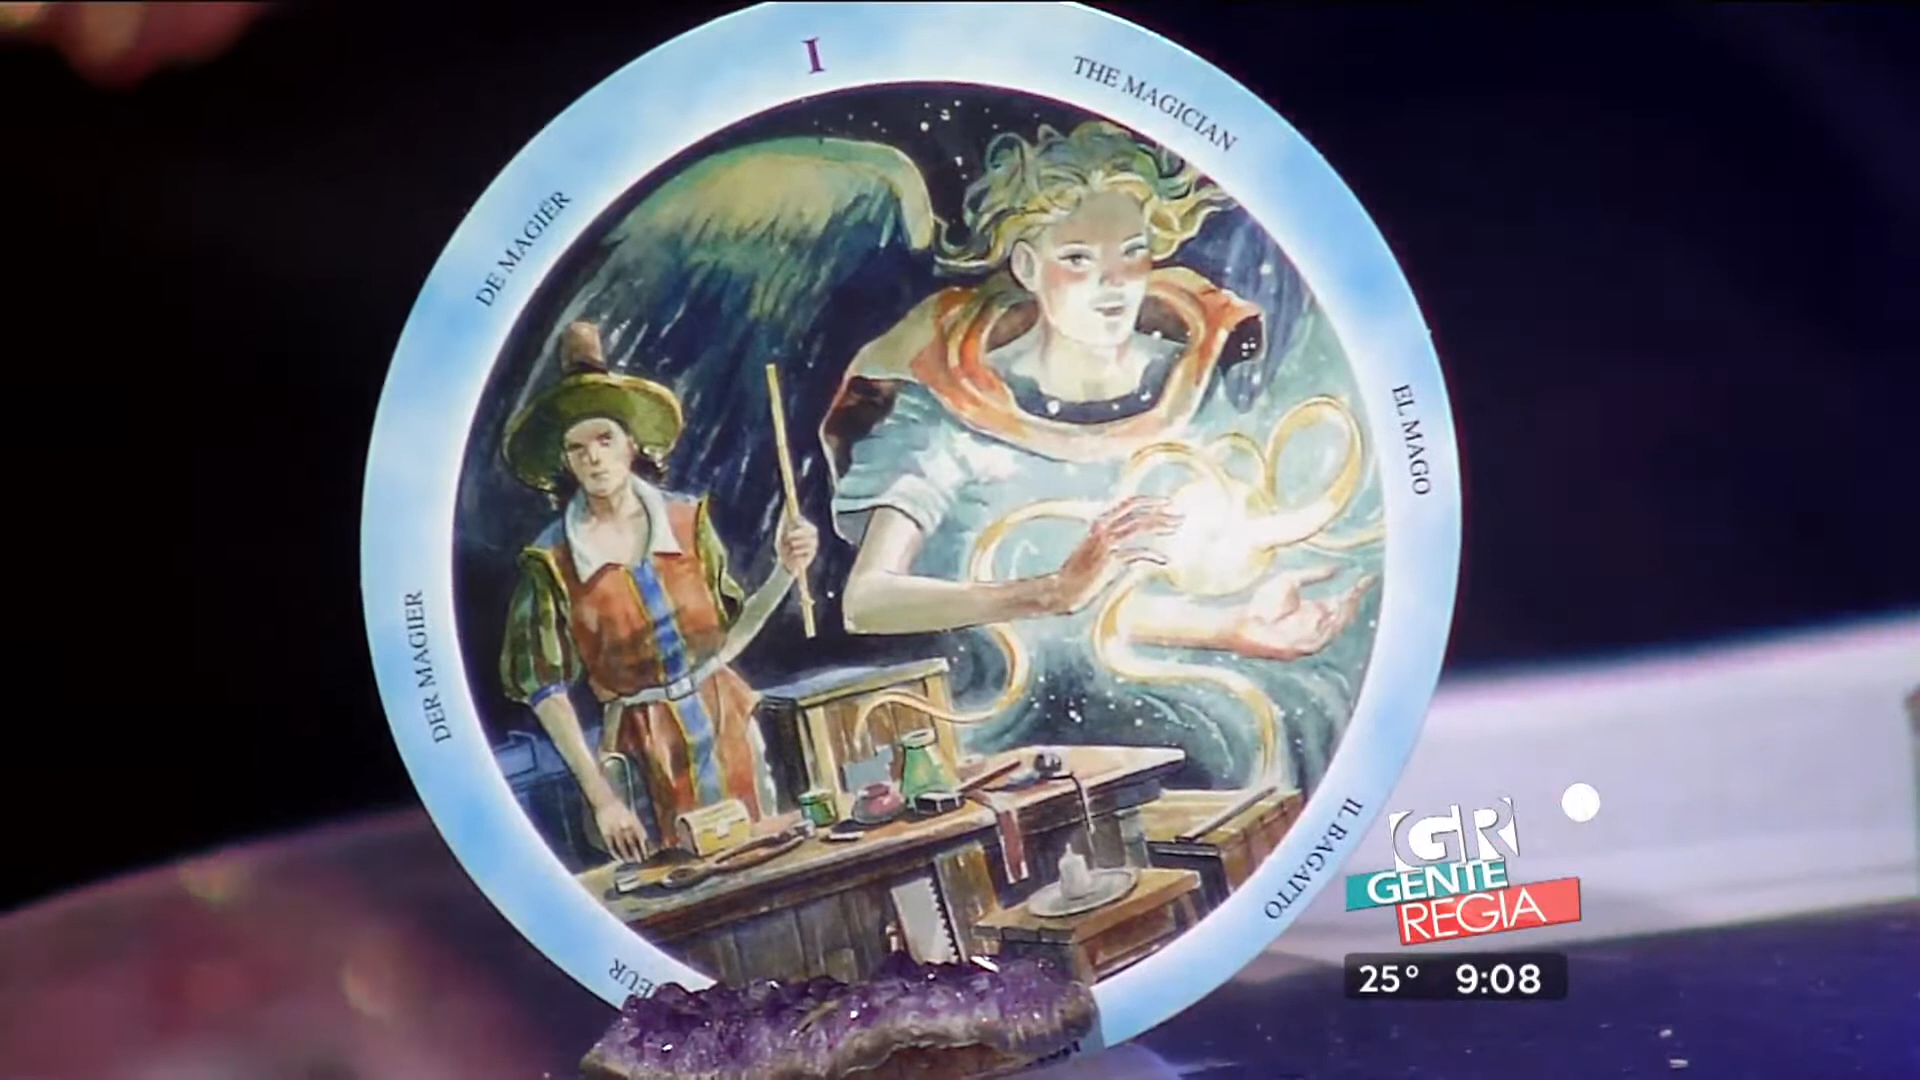 I
THE MAGICIAN
DE MAGIËR
EL MAGO
DER MAGIER
IL BAGATTO
GR
GENTE
REGIA
25° 9:08